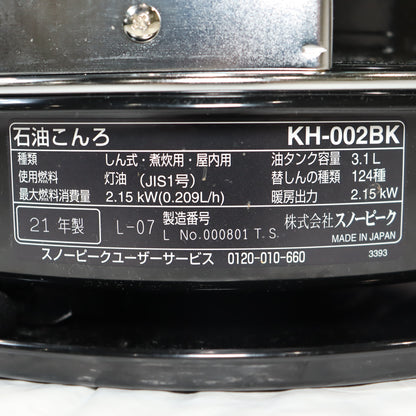 石油こんろ KH-002BK
種類 しん式・煮炊用・屋内用 油タンク容量 3.1L
使用燃料 灯油 (JIS1号) 替しんの種類 124種
最大燃料消費量 2.15 kW(0.209L/h) 暖房出力 2.15 kW
21年製 L-07 製造番号 L No.000801 T.S. 株式会社スノーピーク
MADE IN JAPAN
スノーピークユーザーサービス 0120-010-660 3393